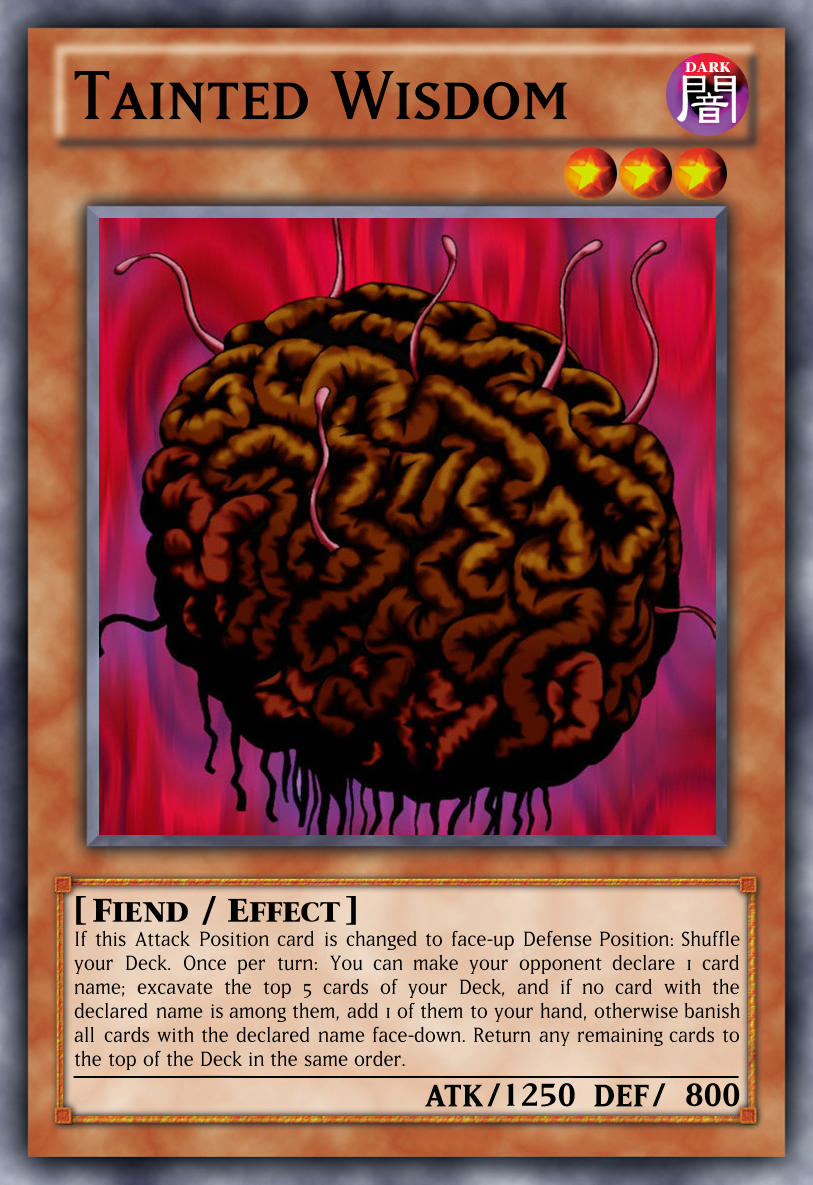 Tainted Wisdom
DARK
闇
[ Fiend / Effect ]
If this Attack Position card is changed to face-up Defense Position: Shuffle
your Deck. Once per turn: You can make your opponent declare 1 card
name; excavate the top 5 cards of your Deck, and if no card with the
declared name is among them, add 1 of them to your hand, otherwise banish
all cards with the declared name face-down. Return any remaining cards to
the top of the Deck in the same order.
ATK/1250 DEF/ 800